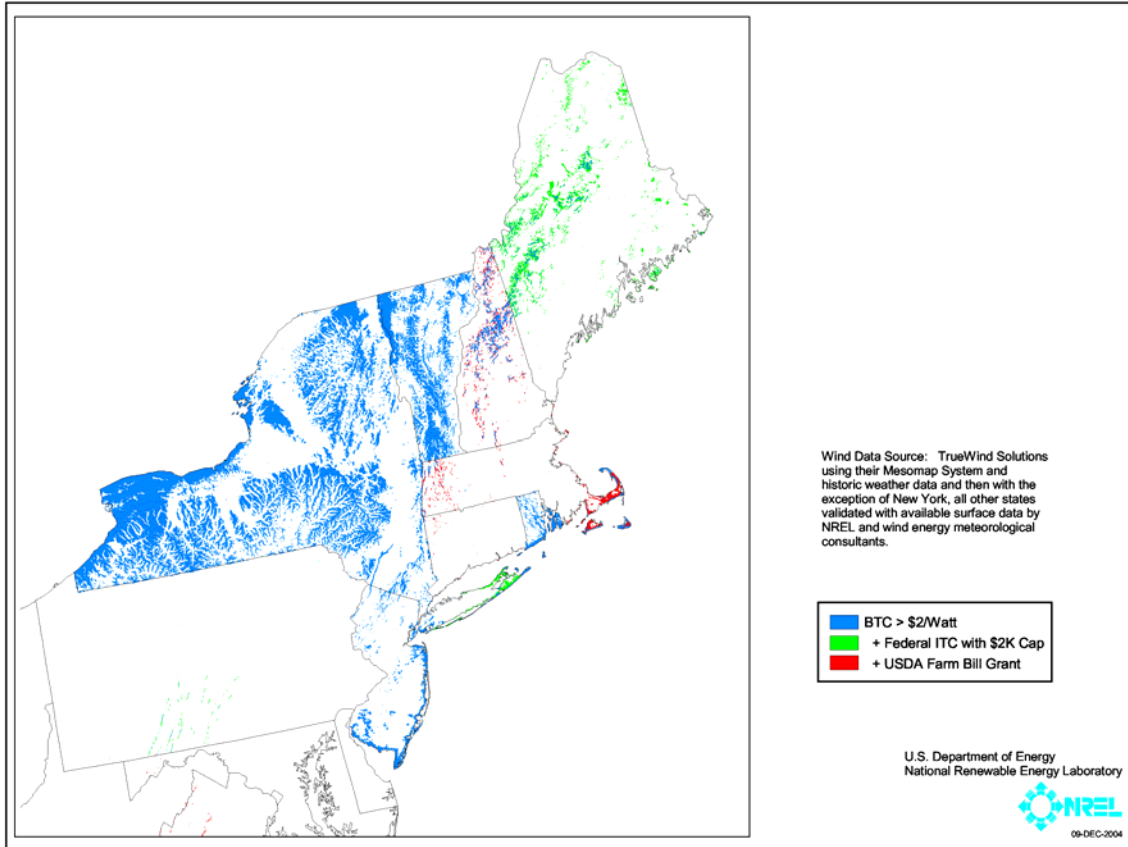 Wind Data Source: TrueWind Solutions
using their Mesomap System and
historic weather data and then with the
exception of New York, all other states
validated with available surface data by
NREL and wind energy meteorological
consultants.
BTC > $2/Watt
+ Federal ITC with $2K Cap
+ USDA Farm Bill Grant
U.S. Department of Energy
National Renewable Energy Laboratory
NREL
09-DEC-2004